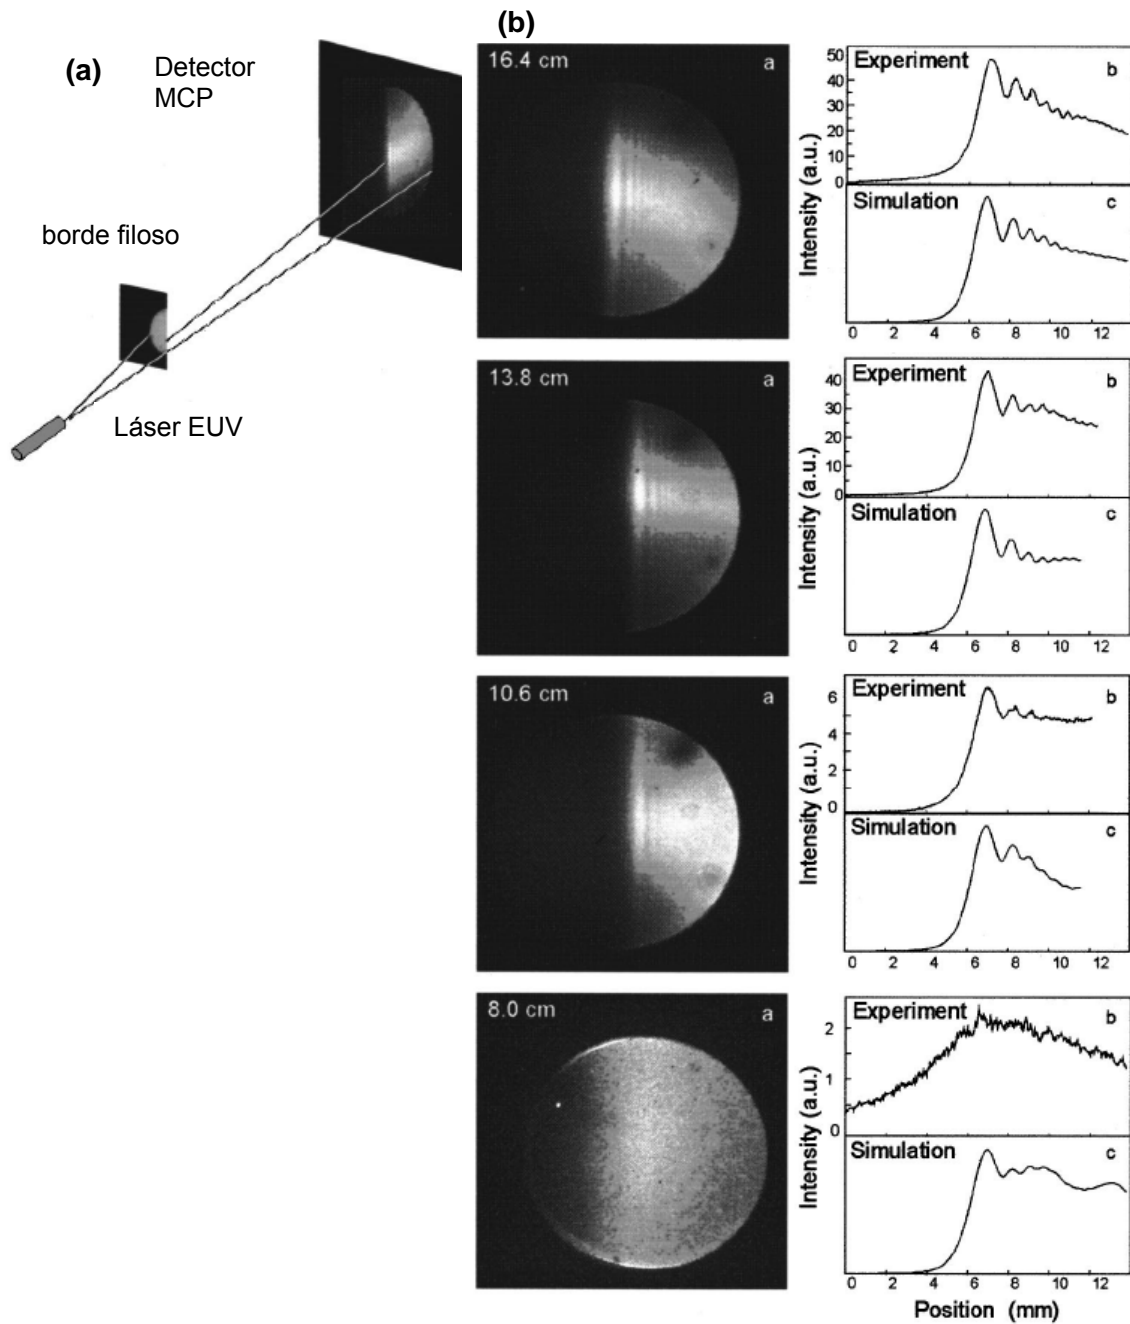 (a)
Detector
MCP
borde filoso
Láser EUV
(b)
16.4 cm
a
Experiment
b
50
40
30
20
10
0
Simulation
c
Intensity (a.u.)
0 2 4 6 8 10 12
13.8 cm
a
Experiment
b
40
30
20
10
0
Simulation
c
Intensity (a.u.)
0 2 4 6 8 10 12
10.6 cm
a
Experiment
b
6
4
2
0
Simulation
c
Intensity (a.u.)
0 2 4 6 8 10 12
8.0 cm
a
Experiment
b
2
1
0
Simulation
c
Intensity (a.u.)
0 2 4 6 8 10 12
Position (mm)